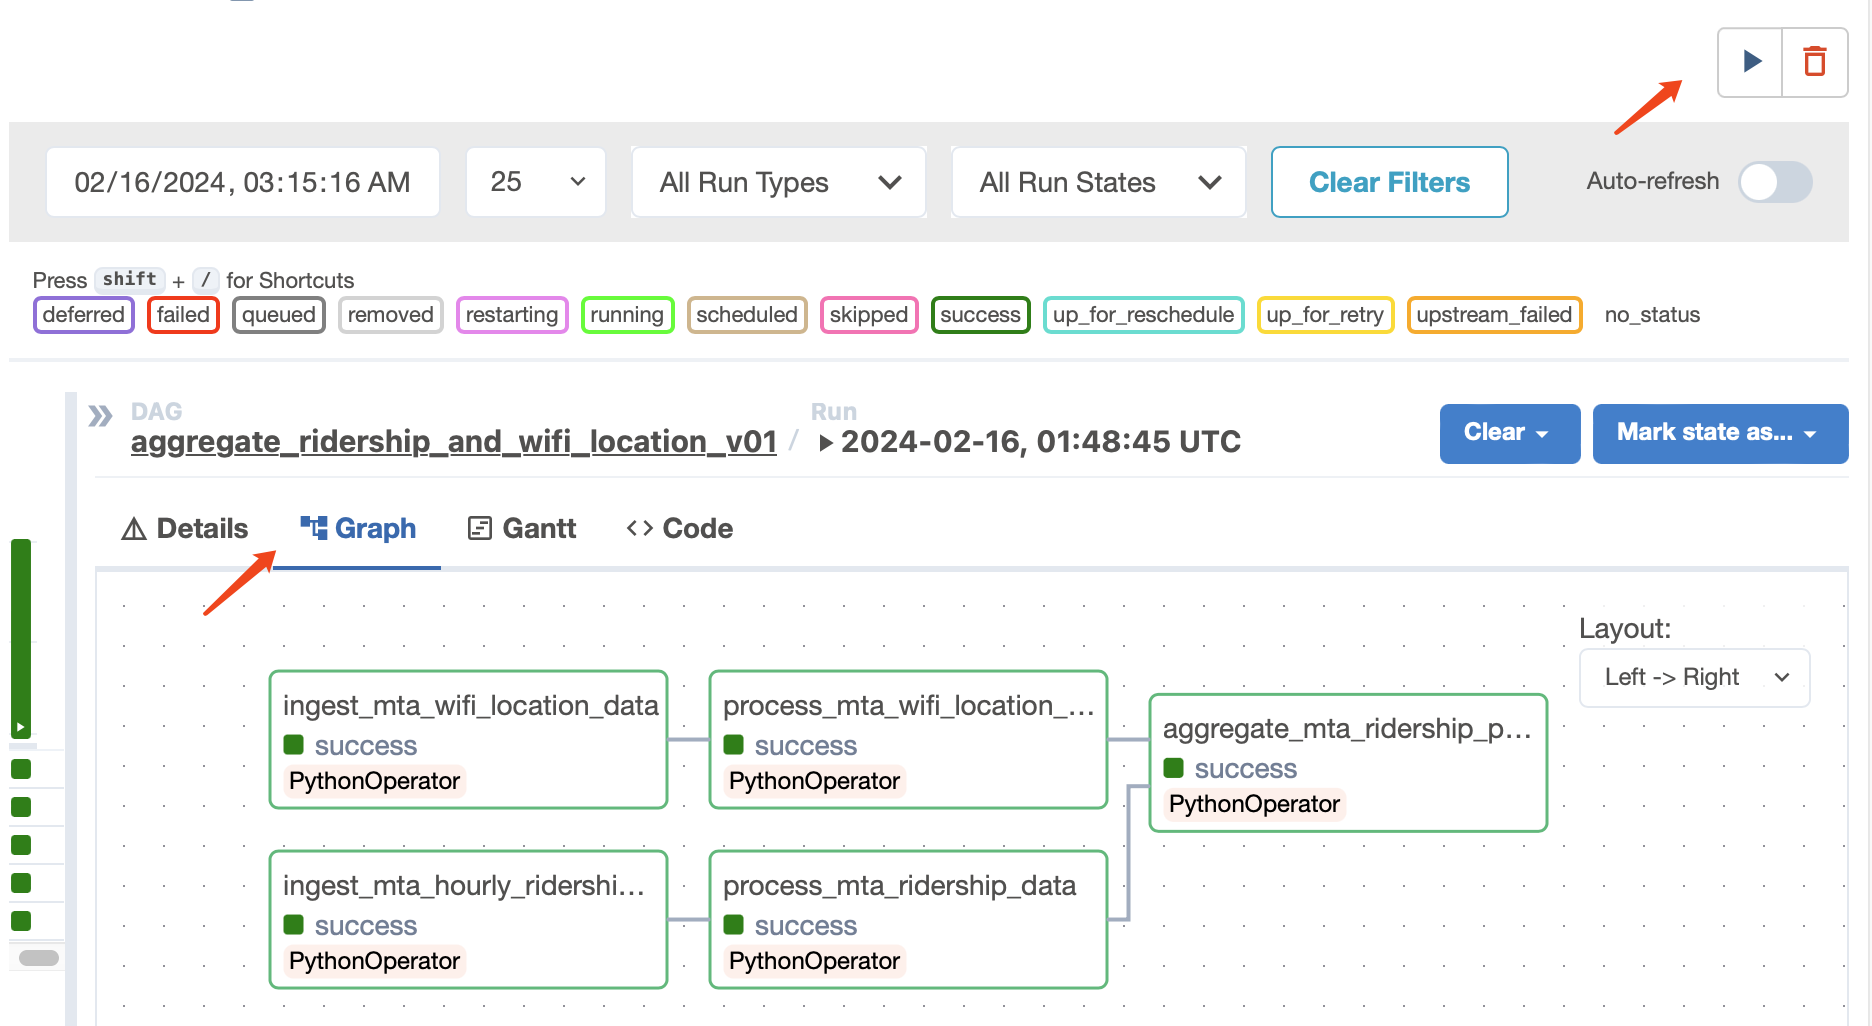 02/16/2024, 03:15:16 AM
25
All Run Types
All Run States
Clear Filters
Auto-refresh
Press shift + / for Shortcuts
deferred failed queued removed restarting running scheduled skipped success up_for_reschedule up_for_retry upstream_failed no_status
DAG
aggregate_ridership_and_wifi_location_v01 /
Run
2024-02-16, 01:48:45 UTC
Clear
Mark state as...
Details
Graph
Gantt
Code
Layout:
Left -> Right
ingest_mta_wifi_location_data
success
PythonOperator
process_mta_wifi_location_...
success
PythonOperator
aggregate_mta_ridership_p...
success
PythonOperator
ingest_mta_hourly_ridershi...
success
PythonOperator
process_mta_ridership_data
success
PythonOperator